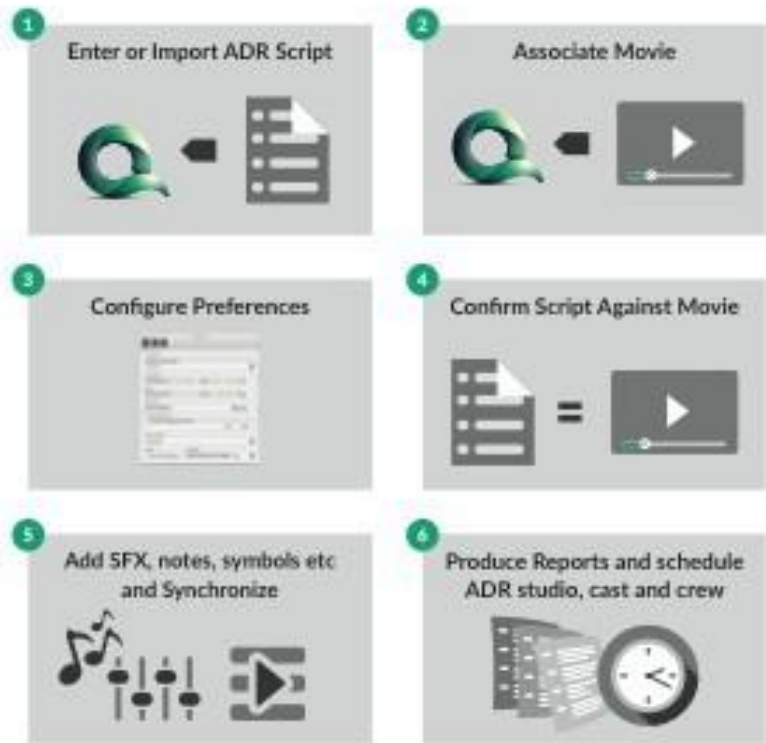 1
Enter or Import ADR Script
2
Associate Movie
3
Configure Preferences
4
Confirm Script Against Movie
5
Add SFX, notes, symbols etc
and Synchronize
6
Produce Reports and schedule
ADR studio, cast and crew